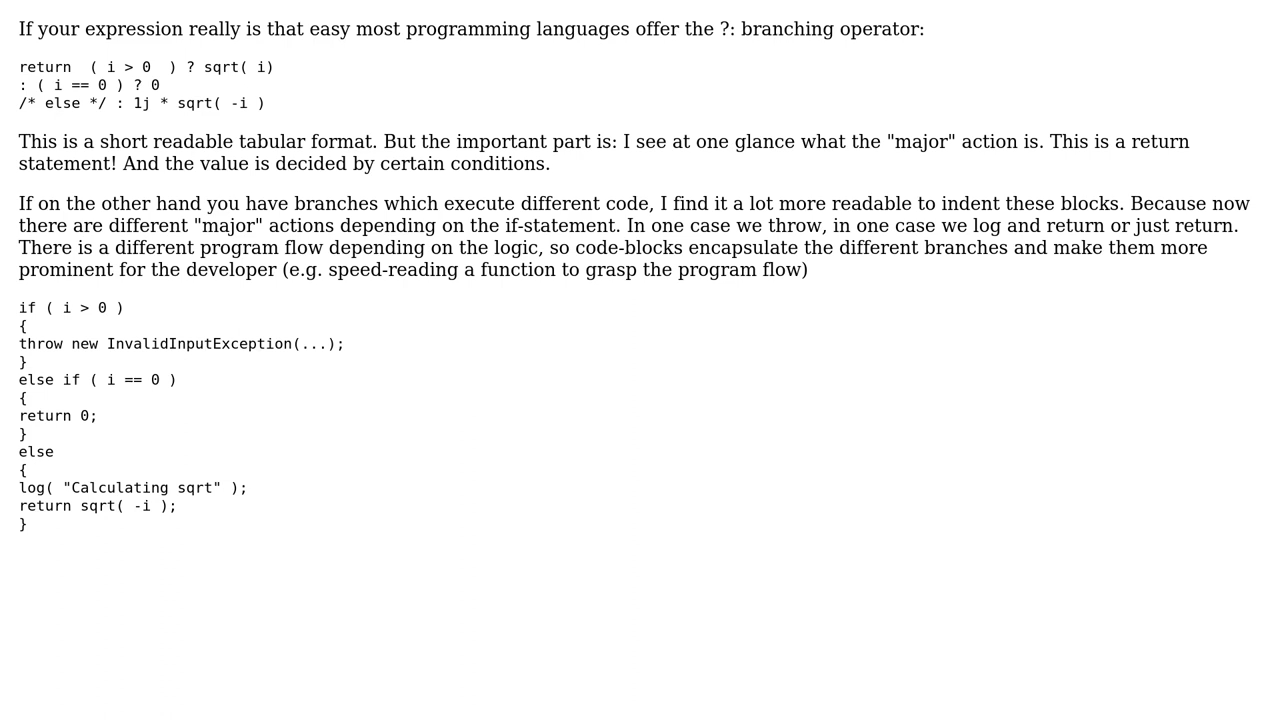 If your expression really is that easy most programming languages offer the ?: branching operator:
return  ( i > 0  ) ? sqrt( i)
: ( i == 0 ) ? 0
/* else */ : 1j * sqrt( -i )
This is a short readable tabular format. But the important part is: I see at one glance what the "major" action is. This is a return
statement! And the value is decided by certain conditions.
If on the other hand you have branches which execute different code, I find it a lot more readable to indent these blocks. Because now
there are different "major" actions depending on the if-statement. In one case we throw, in one case we log and return or just return.
There is a different program flow depending on the logic, so code-blocks encapsulate the different branches and make them more
prominent for the developer (e.g. speed-reading a function to grasp the program flow)
if ( i > 0 )
{
throw new InvalidInputException(...);
}
else if ( i == 0 )
{
return 0;
}
else
{
log( "Calculating sqrt" );
return sqrt( -i );
}